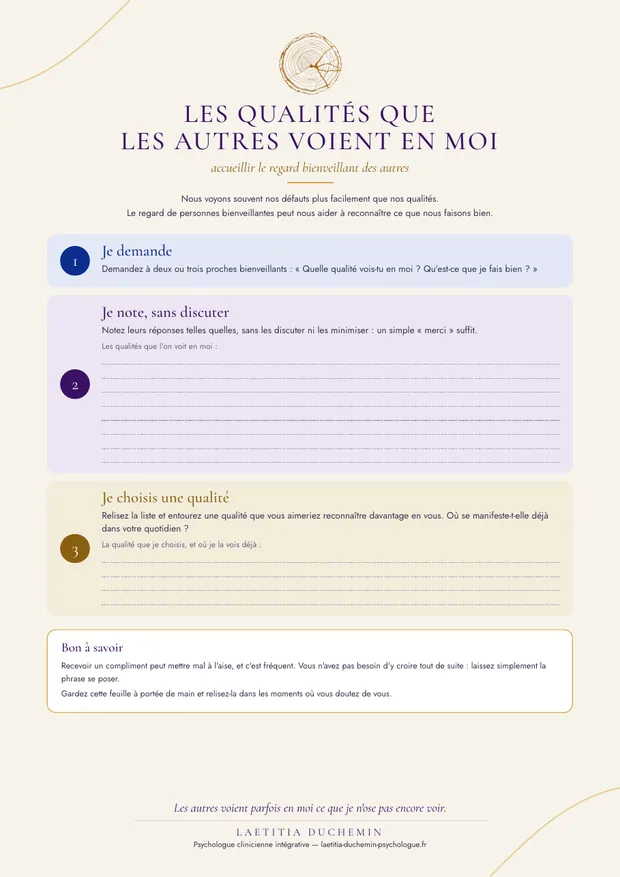 LES QUALITÉS QUE
LES AUTRES VOIENT EN MOI
accueillir le regard bienveillant des autres
Nous voyons souvent nos défauts plus facilement que nos qualités.
Le regard de personnes bienveillantes peut nous aider à reconnaître ce que nous faisons bien.
1
Je demande
Demandez à deux ou trois proches bienveillants : « Quelle qualité vois-tu en moi ? Qu'est-ce que je fais bien ? »
2
Je note, sans discuter
Notez leurs réponses telles quelles, sans les discuter ni les minimiser : un simple « merci » suffit.
Les qualités que l'on voit en moi :
3
Je choisis une qualité
Relisez la liste et entourez une qualité que vous aimeriez reconnaître davantage en vous. Où se manifeste-t-elle déjà
dans votre quotidien ?
La qualité que je choisis, et où je la vois déjà :
Bon à savoir
Recevoir un compliment peut mettre mal à l'aise, et c'est fréquent. Vous n'avez pas besoin d'y croire tout de suite : laissez simplement la
phrase se poser.
Gardez cette feuille à portée de main et relisez-la dans les moments où vous doutez de vous.
Les autres voient parfois en moi ce que je n'ose pas encore voir.
LAETITIA DUCHEMIN
Psychologue clinicienne intégrative — laetitia-duchemin-psychologue.fr